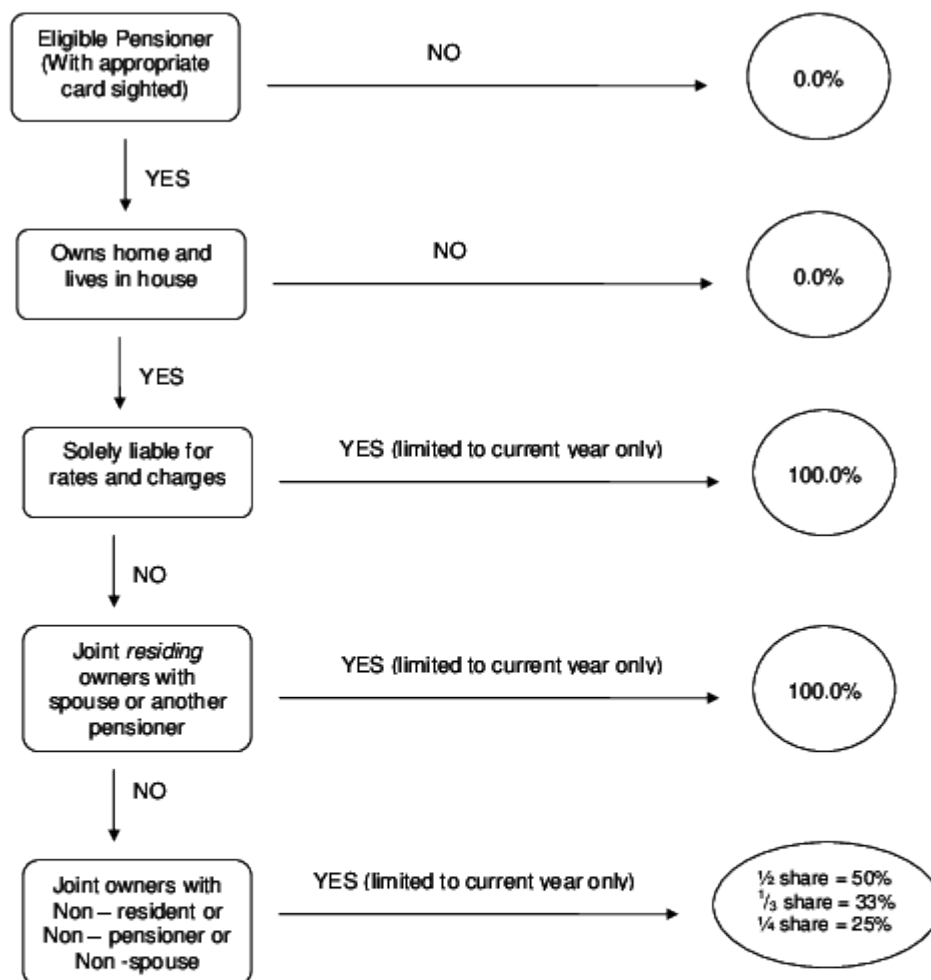 Eligible Pensioner
(With appropriate
card sighted)
NO
0.0%
YES
Owns home and
lives in house
NO
0.0%
YES
Solely liable for
rates and charges
YES (limited to current year only)
100.0%
NO
Joint residing
owners with
spouse or another
pensioner
YES (limited to current year only)
100.0%
NO
Joint owners with
Non – resident or
Non – pensioner or
Non -spouse
YES (limited to current year only)
½ share = 50%
1/3 share = 33%
¼ share = 25%